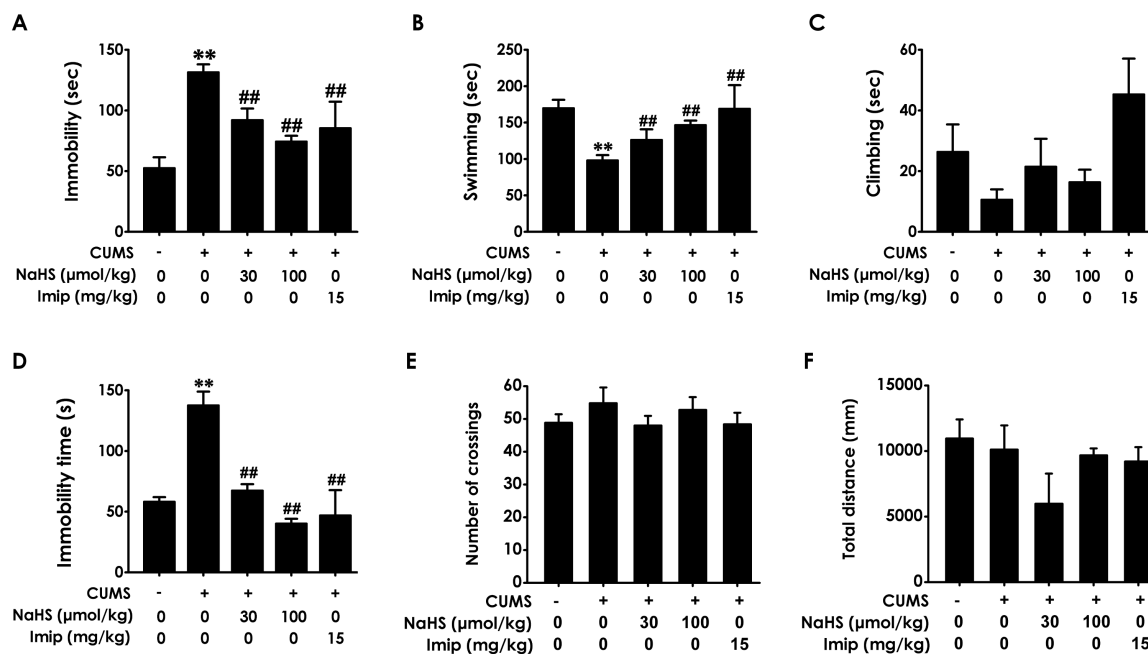 A
Immobility (sec)
150
100
50
0
**
##
##
##
CUMS - + + + +
NaHS (µmol/kg) 0 0 30 100 0
Imip (mg/kg) 0 0 0 0 15
B
Swimming (sec)
250
200
150
100
50
0
**
##
##
##
CUMS - + + + +
NaHS (µmol/kg) 0 0 30 100 0
Imip (mg/kg) 0 0 0 0 15
C
Climbing (sec)
60
40
20
0
CUMS - + + + +
NaHS (µmol/kg) 0 0 30 100 0
Imip (mg/kg) 0 0 0 0 15
D
Immobility time (s)
150
100
50
0
**
##
##
##
CUMS - + + + +
NaHS (µmol/kg) 0 0 30 100 0
Imip (mg/kg) 0 0 0 0 15
E
Number of crossings
60
50
40
30
20
10
0
CUMS - + + + +
NaHS (µmol/kg) 0 0 30 100 0
Imip (mg/kg) 0 0 0 0 15
F
Total distance (mm)
15000
10000
5000
0
CUMS - + + + +
NaHS (µmol/kg) 0 0 30 100 0
Imip (mg/kg) 0 0 0 0 15